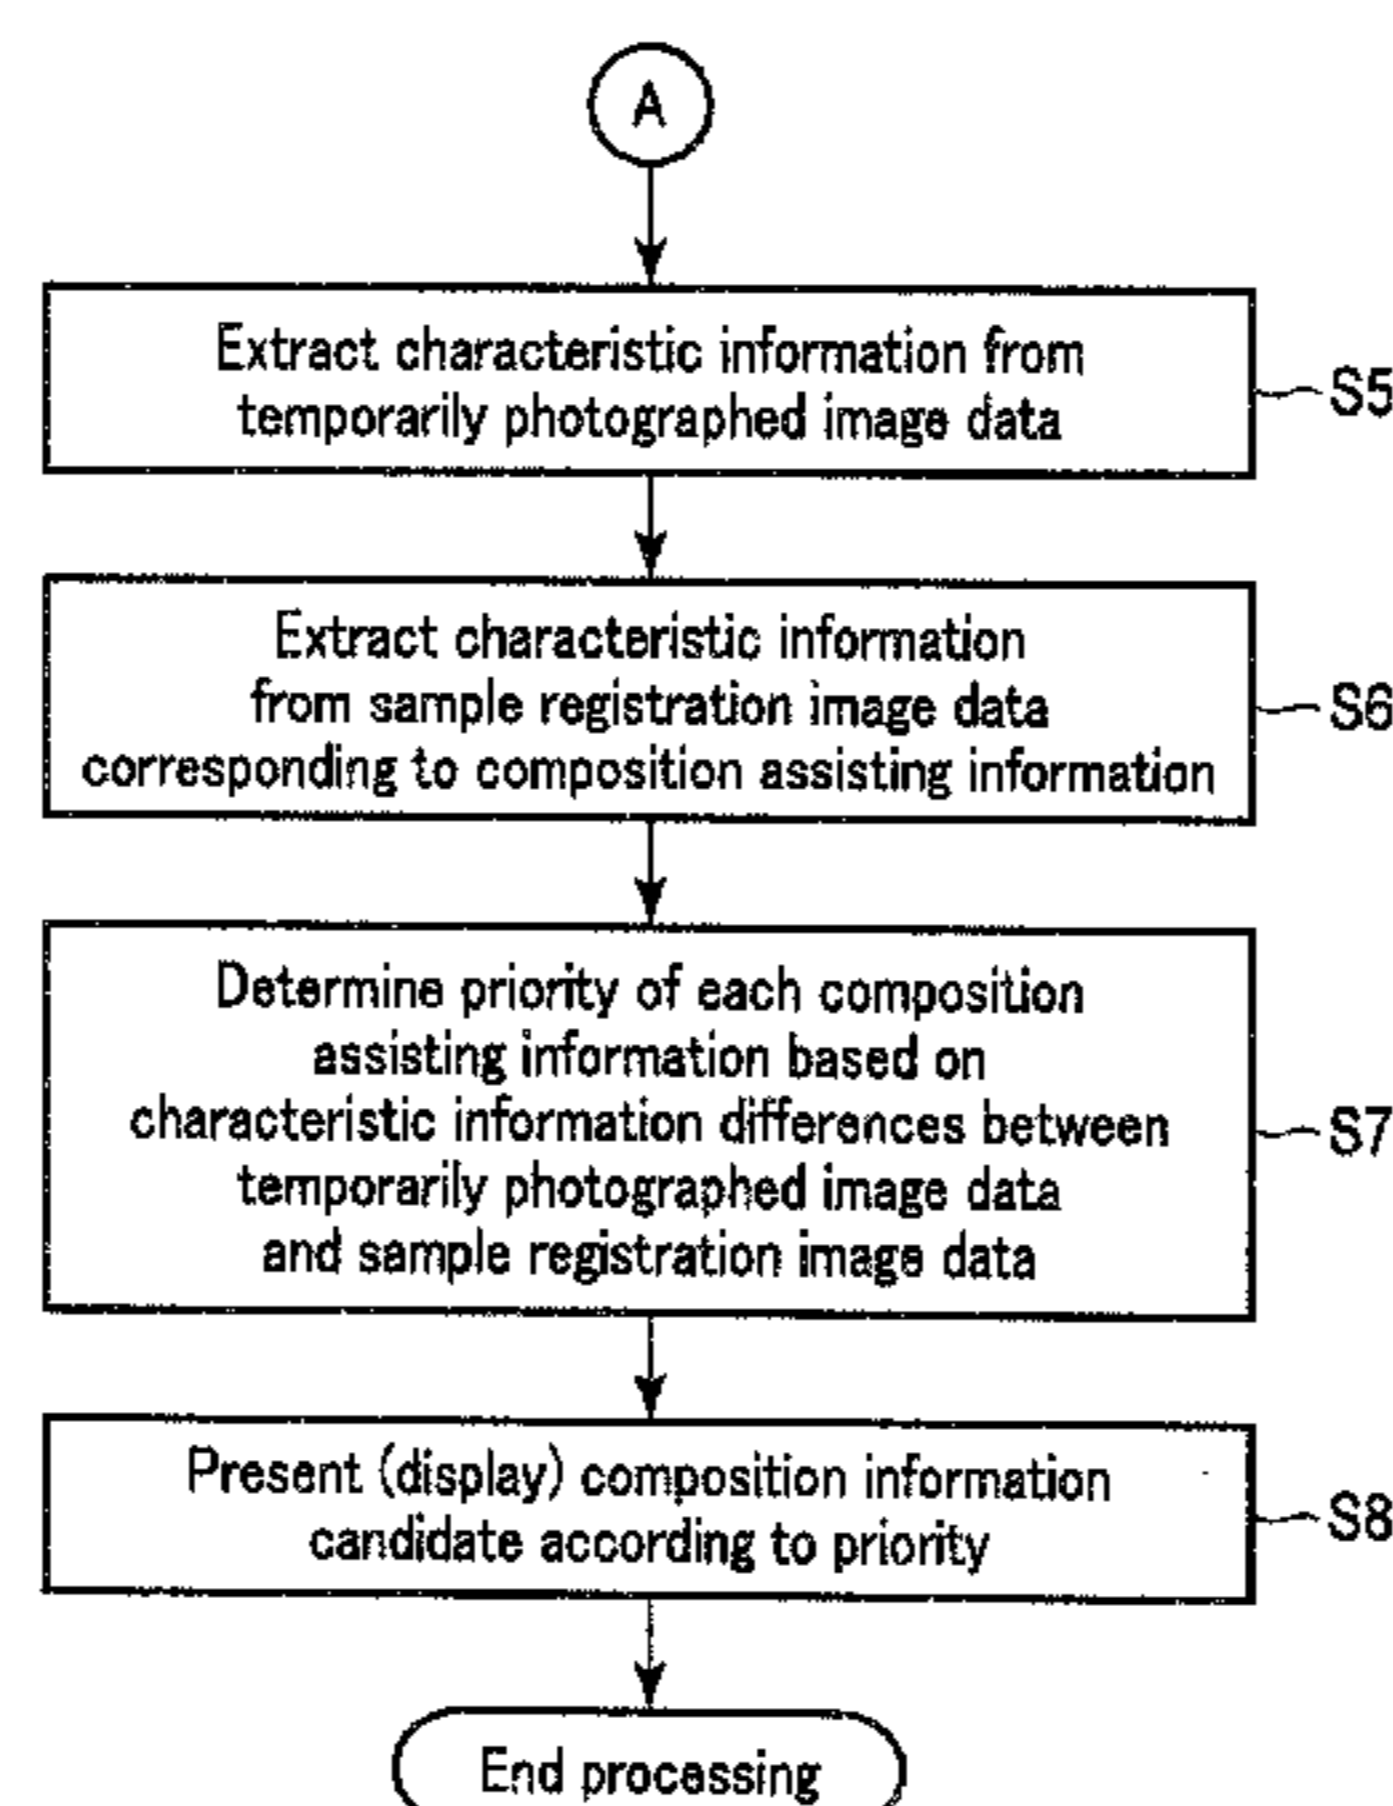 A
Extract characteristic information from
temporarily photographed image data
S5
Extract characteristic information
from sample registration image data
corresponding to composition assisting information
S6
Determine priority of each composition
assisting information based on
characteristic information differences between
temporarily photographed image data
and sample registration image data
S7
Present (display) composition information
candidate according to priority
S8
End processing